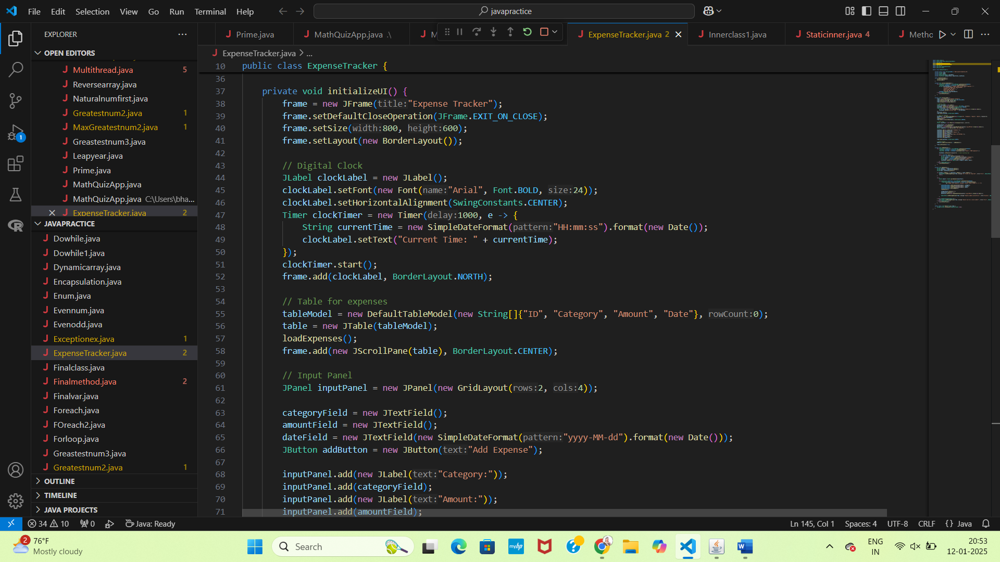 File Edit Selection View Go Run Terminal Help
javapractice
EXPLORER
Prime.java
MathQuizApp.java .\
M
ExpenseTracker.java 2
Innerclass1.java
Staticinner.java 4
Metho
OPEN EDITORS
Multithread.java 5
Reversearray.java
Naturalnumfirst.java
Greatestnum2.java 1
MaxGreatestnum2.java 1
Greastestnum3.java
Leapyear.java
Prime.java
MathQuizApp.java
MathQuizApp.java C:\Users\bha...
ExpenseTracker.java 2
JAVAPRACTICE
Dowhile.java
Dowhile1.java
Dynamicarray.java
Encapsulation.java
Enum.java
Evennum.java
Evenodd.java
Exceptionex.java 1
ExpenseTracker.java 2
Finalclass.java
Finalmethod.java 2
Finalvar.java
Foreach.java
FOreach2.java
Forloop.java
Greastestnum3.java
Greatestnum2.java 1
OUTLINE
TIMELINE
JAVA PROJECTS
1
ExpenseTracker.java > ...
10 public class ExpenseTracker {
36
37 private void initializeUI() {
38 frame = new JFrame(title:"Expense Tracker");
39 frame.setDefaultCloseOperation(JFrame.EXIT_ON_CLOSE);
40 frame.setSize(width:800, height:600);
41 frame.setLayout(new BorderLayout());
42
43 // Digital Clock
44 JLabel clockLabel = new JLabel();
45 clockLabel.setFont(new Font(name:"Arial", Font.BOLD, size:24));
46 clockLabel.setHorizontalAlignment(SwingConstants.CENTER);
47 Timer clockTimer = new Timer(delay:1000, e -> {
48 String currentTime = new SimpleDateFormat(pattern:"HH:mm:ss").format(new Date());
49 clockLabel.setText("Current Time: " + currentTime);
50 });
51 clockTimer.start();
52 frame.add(clockLabel, BorderLayout.NORTH);
53
54 // Table for expenses
55 tableModel = new DefaultTableModel(new String[]{"ID", "Category", "Amount", "Date"}, rowCount:0);
56 table = new JTable(tableModel);
57 loadExpenses();
58 frame.add(new JScrollPane(table), BorderLayout.CENTER);
59
60 // Input Panel
61 JPanel inputPanel = new JPanel(new GridLayout(rows:2, cols:4));
62
63 categoryField = new JTextField();
64 amountField = new JTextField();
65 dateField = new JTextField(new SimpleDateFormat(pattern:"yyyy-MM-dd").format(new Date()));
66 JButton addButton = new JButton(text:"Add Expense");
67
68 inputPanel.add(new JLabel(text:"Category:"));
69 inputPanel.add(categoryField);
70 inputPanel.add(new JLabel(text:"Amount:"));
71 inputPanel.add(amountField);
34 10 0 Java: Ready
Ln 145, Col 1 Spaces: 4 UTF-8 CRLF {} Java
2
76°F
Mostly cloudy
Search
myhp
ENG
IN
20:53
12-01-2025